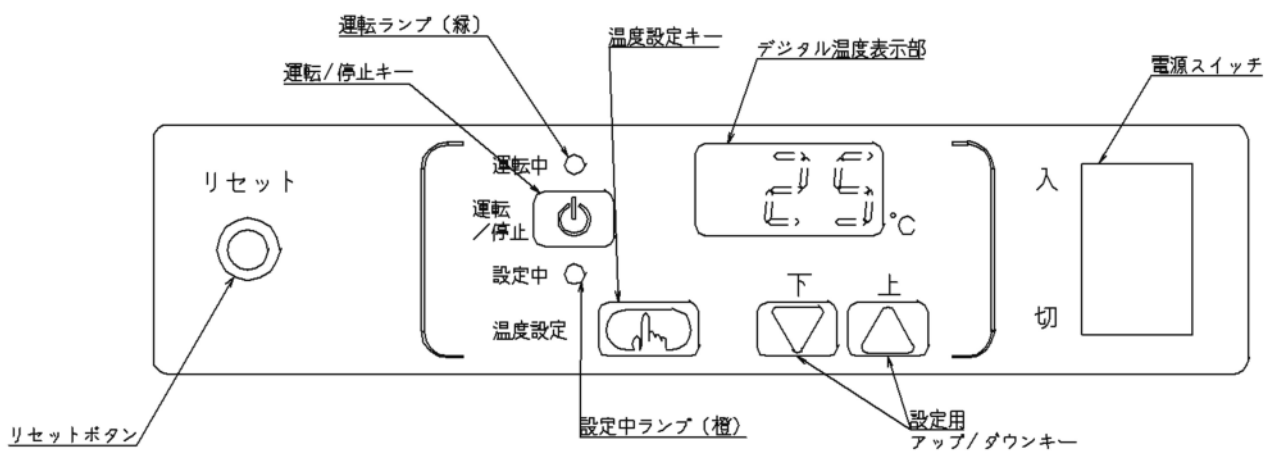 運転ランプ（緑）
温度設定キー
デジタル温度表示部
運転/停止キー
電源スイッチ
運転中
リセット
25
℃
入
運転
／停止
設定中
下
上
温度設定
切
設定中ランプ（橙）
設定用
アップ/ダウンキー
リセットボタン